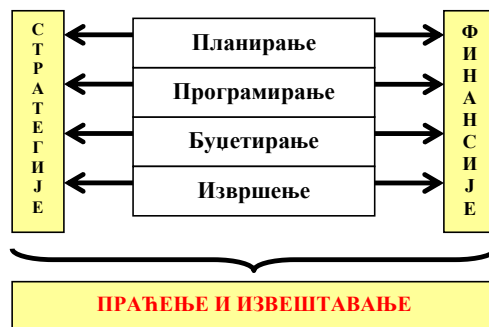 СТРАТЕГИЈЕ
Планирање
Програмирање
Буџетирање
Извршење
ФИНАНСИЈЕ
ПРАЋЕЊЕ И ИЗВЕШТАВАЊЕ